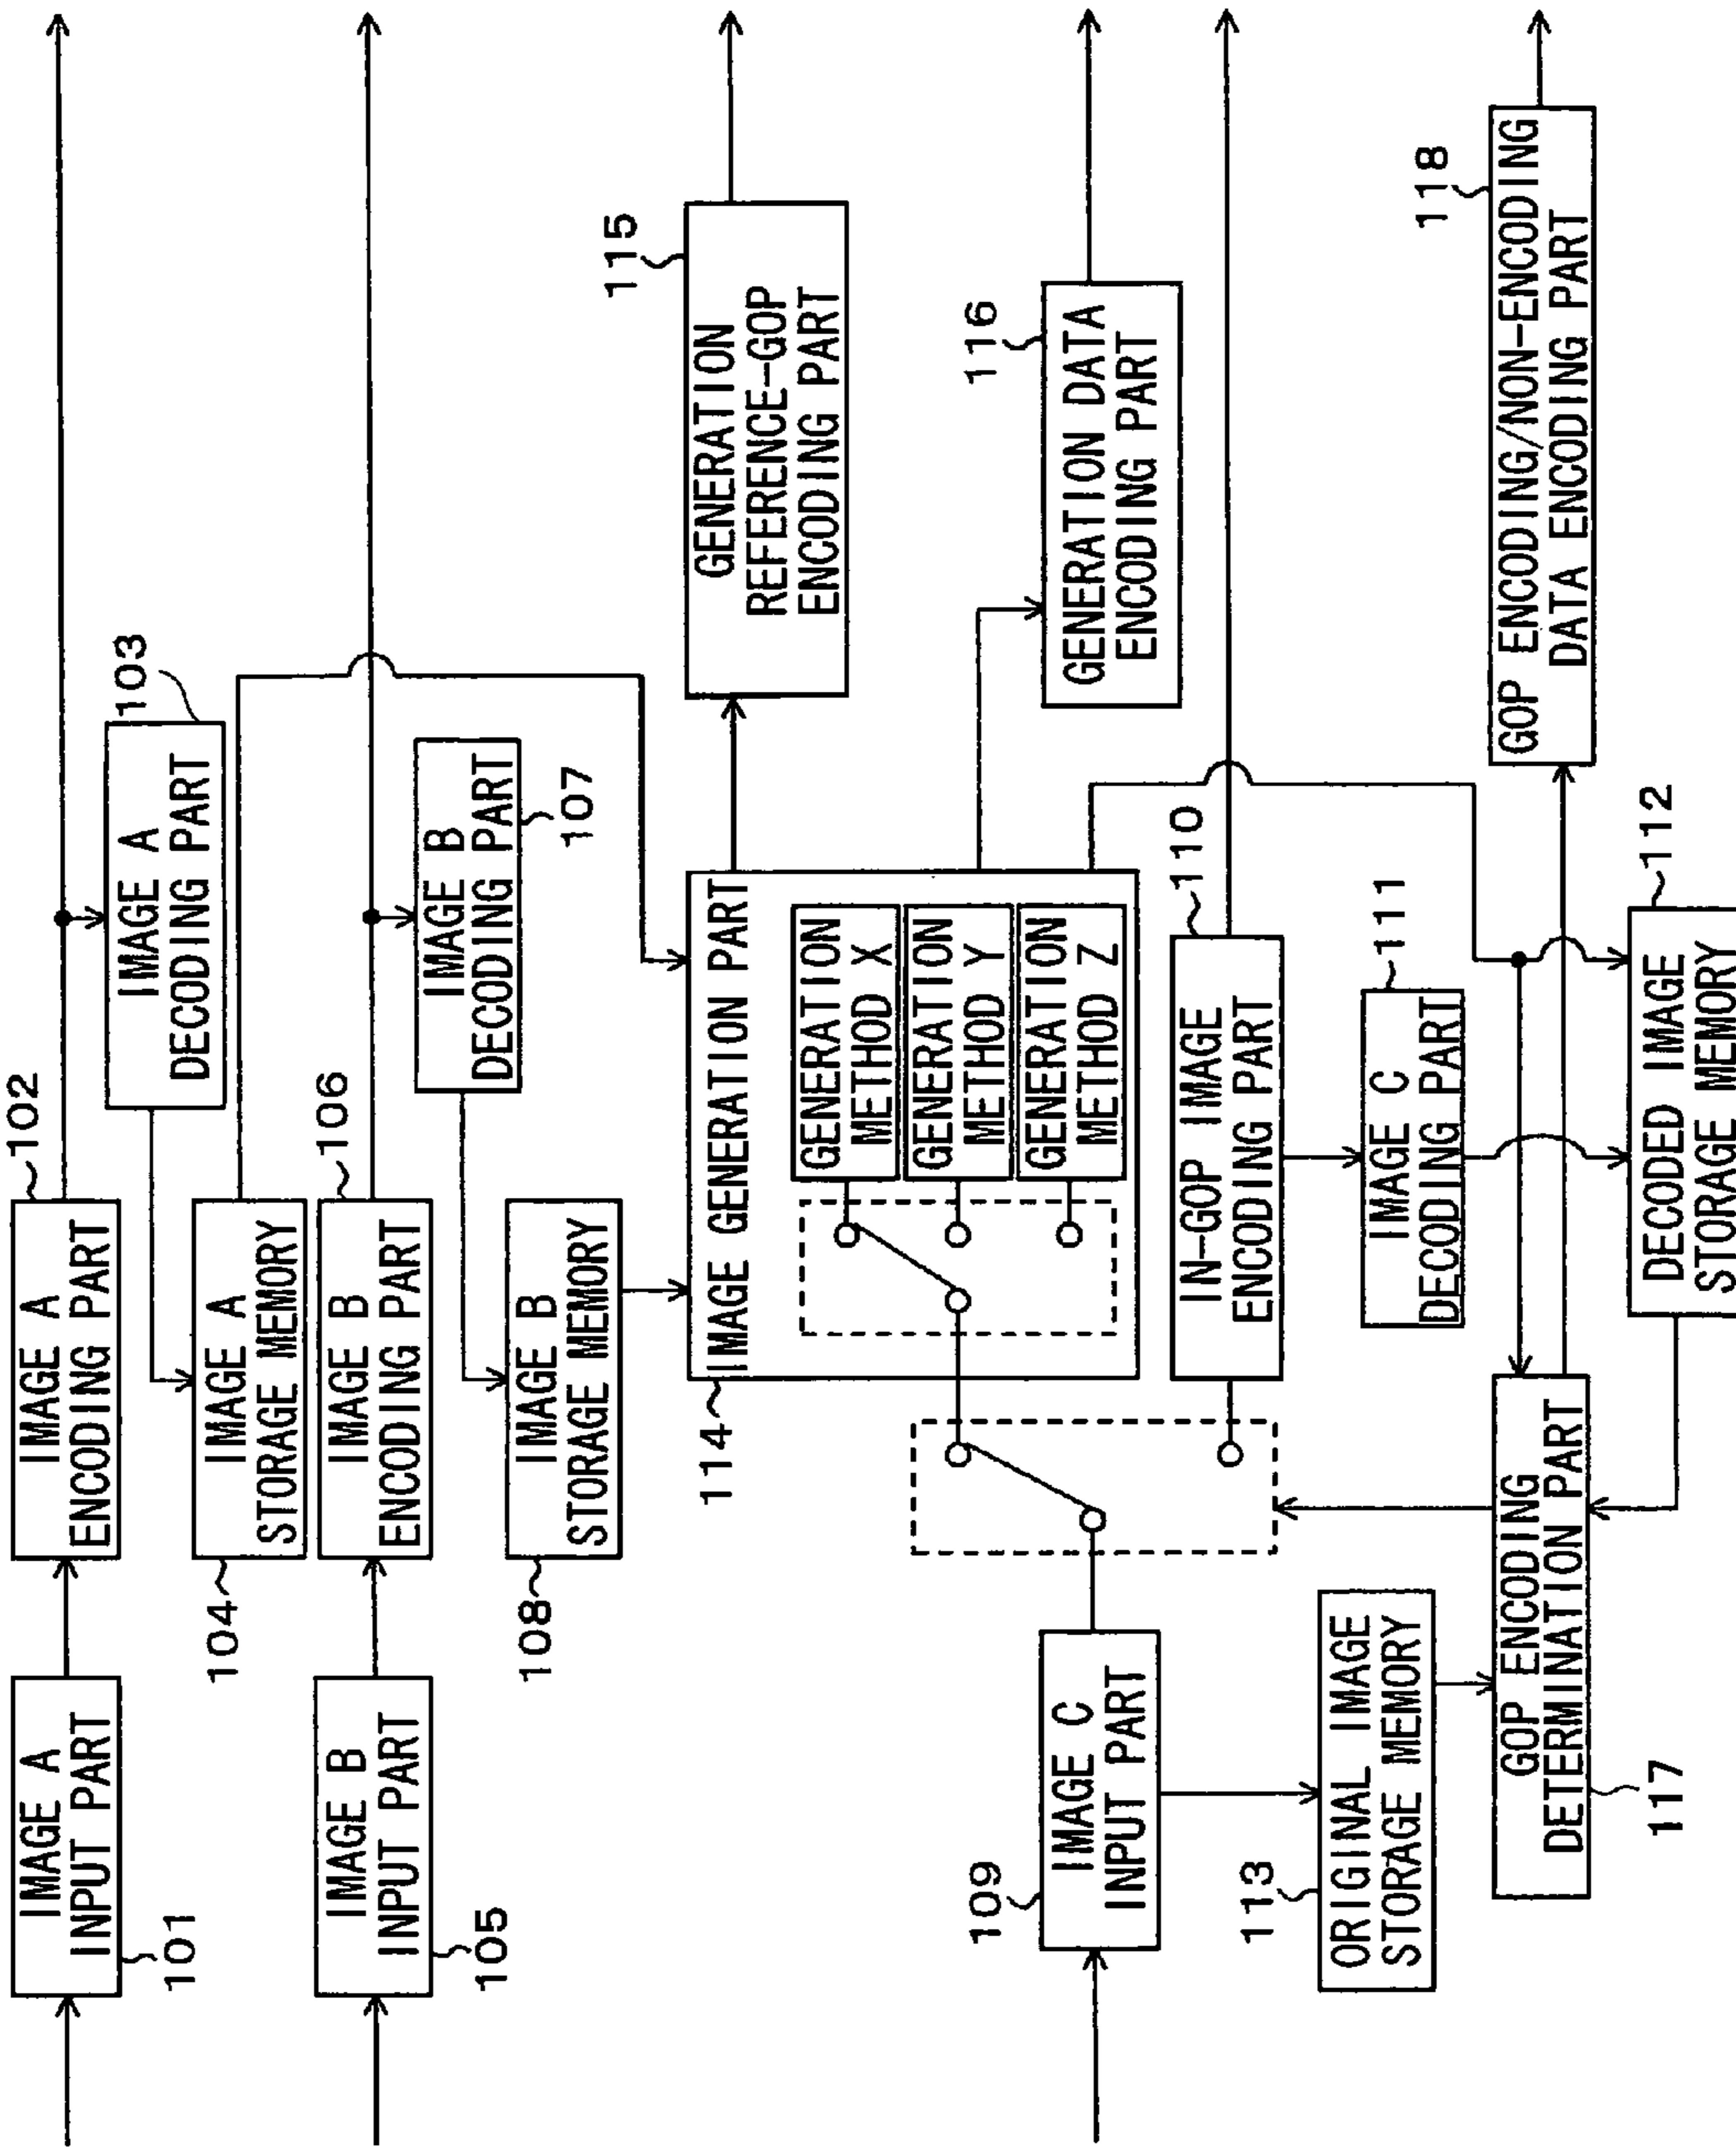 IMAGE A
INPUT PART
101
IMAGE A
ENCODING PART
102
IMAGE A
DECODING PART
103
IMAGE A
STORAGE MEMORY
104
IMAGE B
INPUT PART
105
IMAGE B
ENCODING PART
106
IMAGE B
DECODING PART
107
IMAGE B
STORAGE MEMORY
108
IMAGE GENERATION PART
114
GENERATION
METHOD X
GENERATION
METHOD Y
GENERATION
METHOD Z
GENERATION
REFERENCE-GOP
ENCODING PART
115
GENERATION DATA
ENCODING PART
116
IMAGE C
INPUT PART
109
IN-GOP IMAGE
ENCODING PART
110
IMAGE C
DECODING PART
111
DECODED IMAGE
STORAGE MEMORY
112
ORIGINAL IMAGE
STORAGE MEMORY
113
GOP ENCODING
DETERMINATION PART
117
GOP ENCODING/NON-ENCODING
DATA ENCODING PART
118